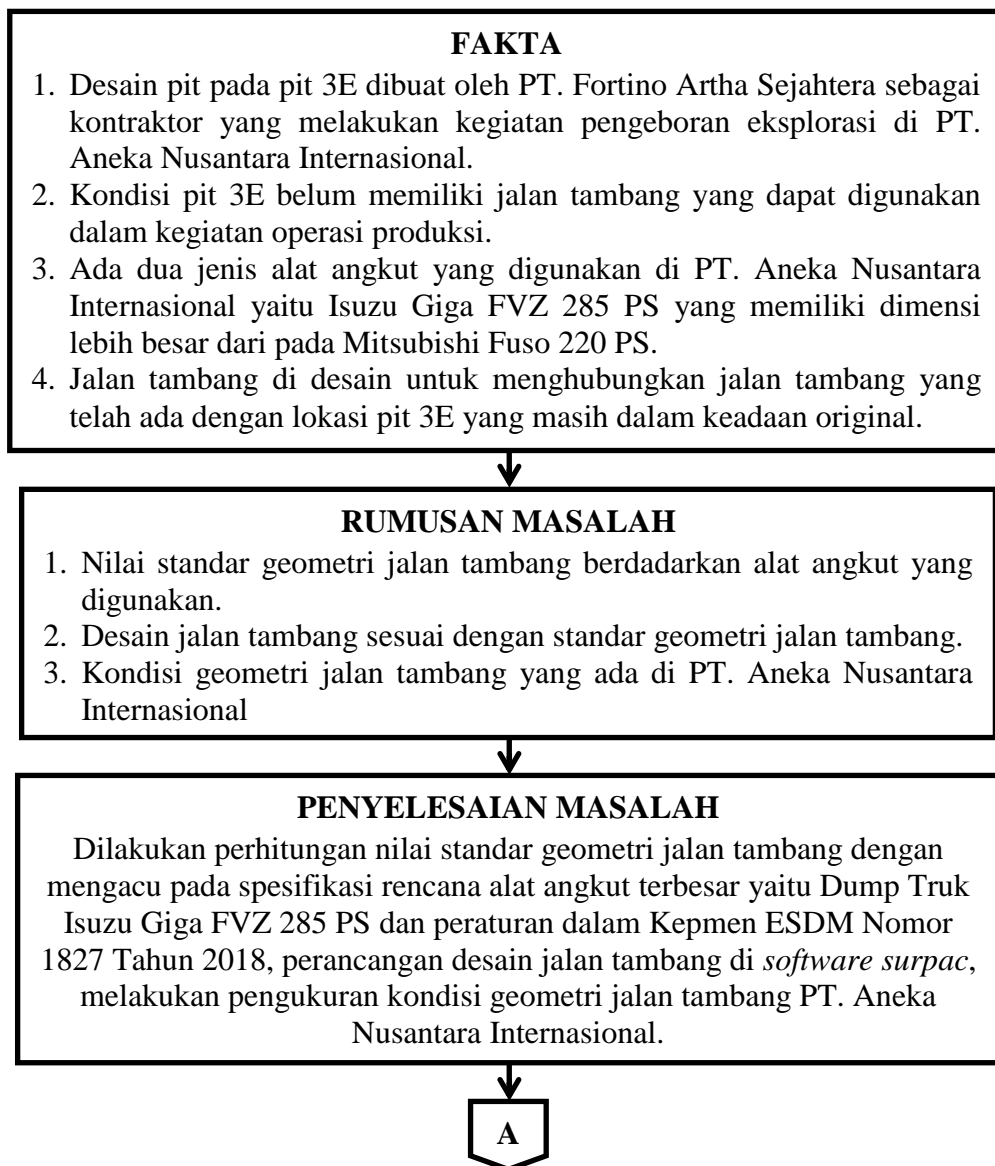 FAKTA
1. Desain pit pada pit 3E dibuat oleh PT. Fortino Artha Sejahtera sebagai
kontraktor yang melakukan kegiatan pengeboran eksplorasi di PT.
Aneka Nusantara Internasional.
2. Kondisi pit 3E belum memiliki jalan tambang yang dapat digunakan
dalam kegiatan operasi produksi.
3. Ada dua jenis alat angkut yang digunakan di PT. Aneka Nusantara
Internasional yaitu Isuzu Giga FVZ 285 PS yang memiliki dimensi
lebih besar dari pada Mitsubishi Fuso 220 PS.
4. Jalan tambang di desain untuk menghubungkan jalan tambang yang
telah ada dengan lokasi pit 3E yang masih dalam keadaan original.
RUMUSAN MASALAH
1. Nilai standar geometri jalan tambang berdadarkan alat angkut yang
digunakan.
2. Desain jalan tambang sesuai dengan standar geometri jalan tambang.
3. Kondisi geometri jalan tambang yang ada di PT. Aneka Nusantara
Internasional
PENYELESAIAN MASALAH
Dilakukan perhitungan nilai standar geometri jalan tambang dengan
mengacu pada spesifikasi rencana alat angkut terbesar yaitu Dump Truk
Isuzu Giga FVZ 285 PS dan peraturan dalam Kepmen ESDM Nomor
1827 Tahun 2018, perancangan desain jalan tambang di software surpac,
melakukan pengukuran kondisi geometri jalan tambang PT. Aneka
Nusantara Internasional.
A